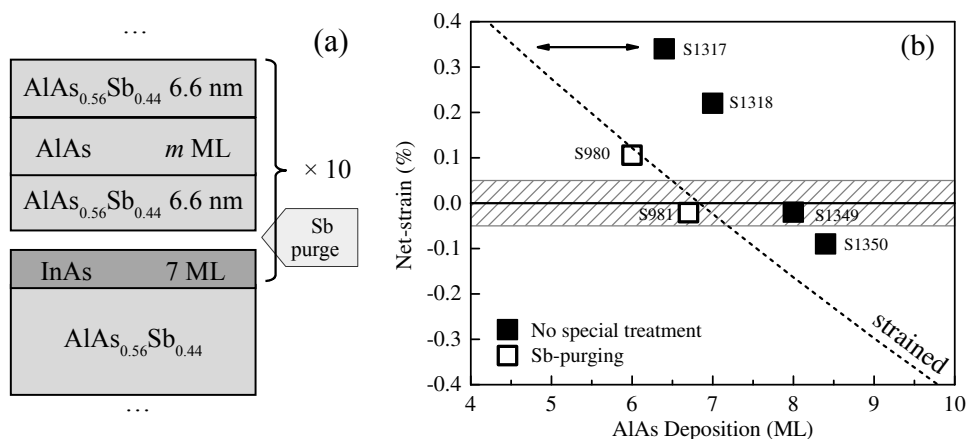 ...
(a)
AlAs0.56Sb0.44 6.6 nm
AlAs m ML
× 10
AlAs0.56Sb0.44 6.6 nm
Sb
purge
InAs 7 ML
AlAs0.56Sb0.44
...
(b)
Net-strain (%)
0.4
0.3
0.2
0.1
0.0
-0.1
-0.2
-0.3
-0.4
S1317
S1318
S980
S981
S1349
S1350
No special treatment
Sb-purging
strained
4 5 6 7 8 9 10
AlAs Deposition (ML)